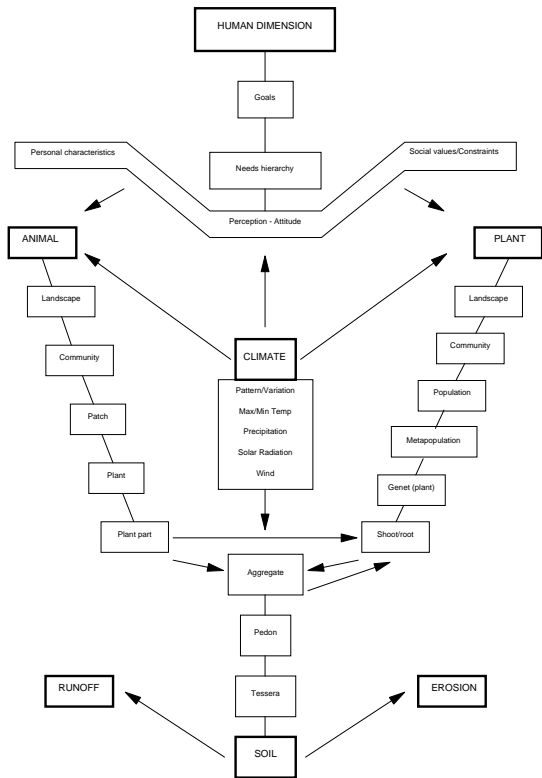 HUMAN DIMENSION
Goals
Personal characteristics
Social values/Constraints
Needs hierarchy
Perception - Attitude
ANIMAL
PLANT
Landscape
Landscape
Community
CLIMATE
Community
Pattern/Variation
Max/Min Temp
Precipitation
Solar Radiation
Wind
Population
Patch
Metapopulation
Plant
Genet (plant)
Plant part
Shoot/root
Aggregate
Pedon
Tessera
RUNOFF
EROSION
SOIL